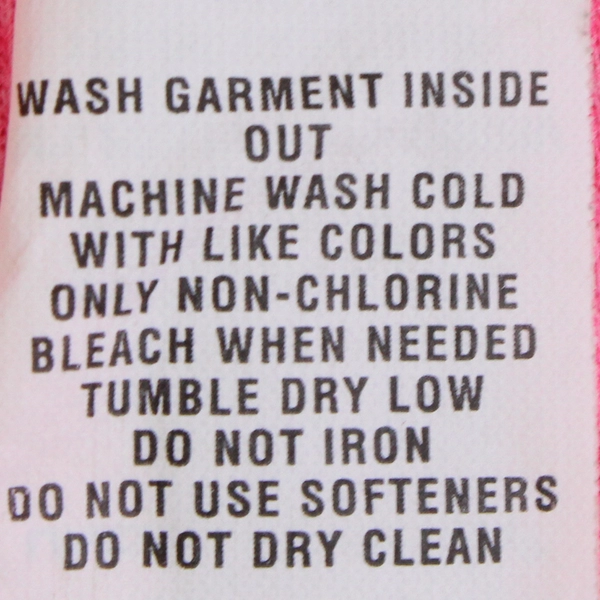 WASH GARMENT INSIDE
OUT
MACHINE WASH COLD
WITH LIKE COLORS
ONLY NON-CHLORINE
BLEACH WHEN NEEDED
TUMBLE DRY LOW
DO NOT IRON
DO NOT USE SOFTENERS
DO NOT DRY CLEAN